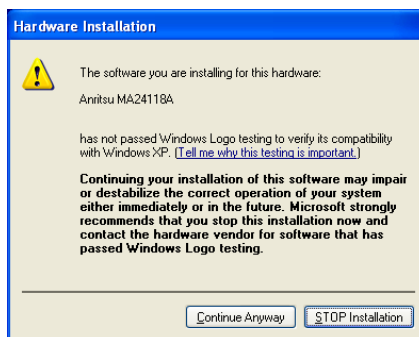 Hardware Installation
The software you are installing for this hardware:
Anritsu MA24118A
has not passed Windows Logo testing to verify its compatibility
with Windows XP. (Tell me why this testing is important.)
Continuing your installation of this software may impair
or destabilize the correct operation of your system
either immediately or in the future. Microsoft strongly
recommends that you stop this installation now and
contact the hardware vendor for software that has
passed Windows Logo testing.
Continue Anyway
STOP Installation